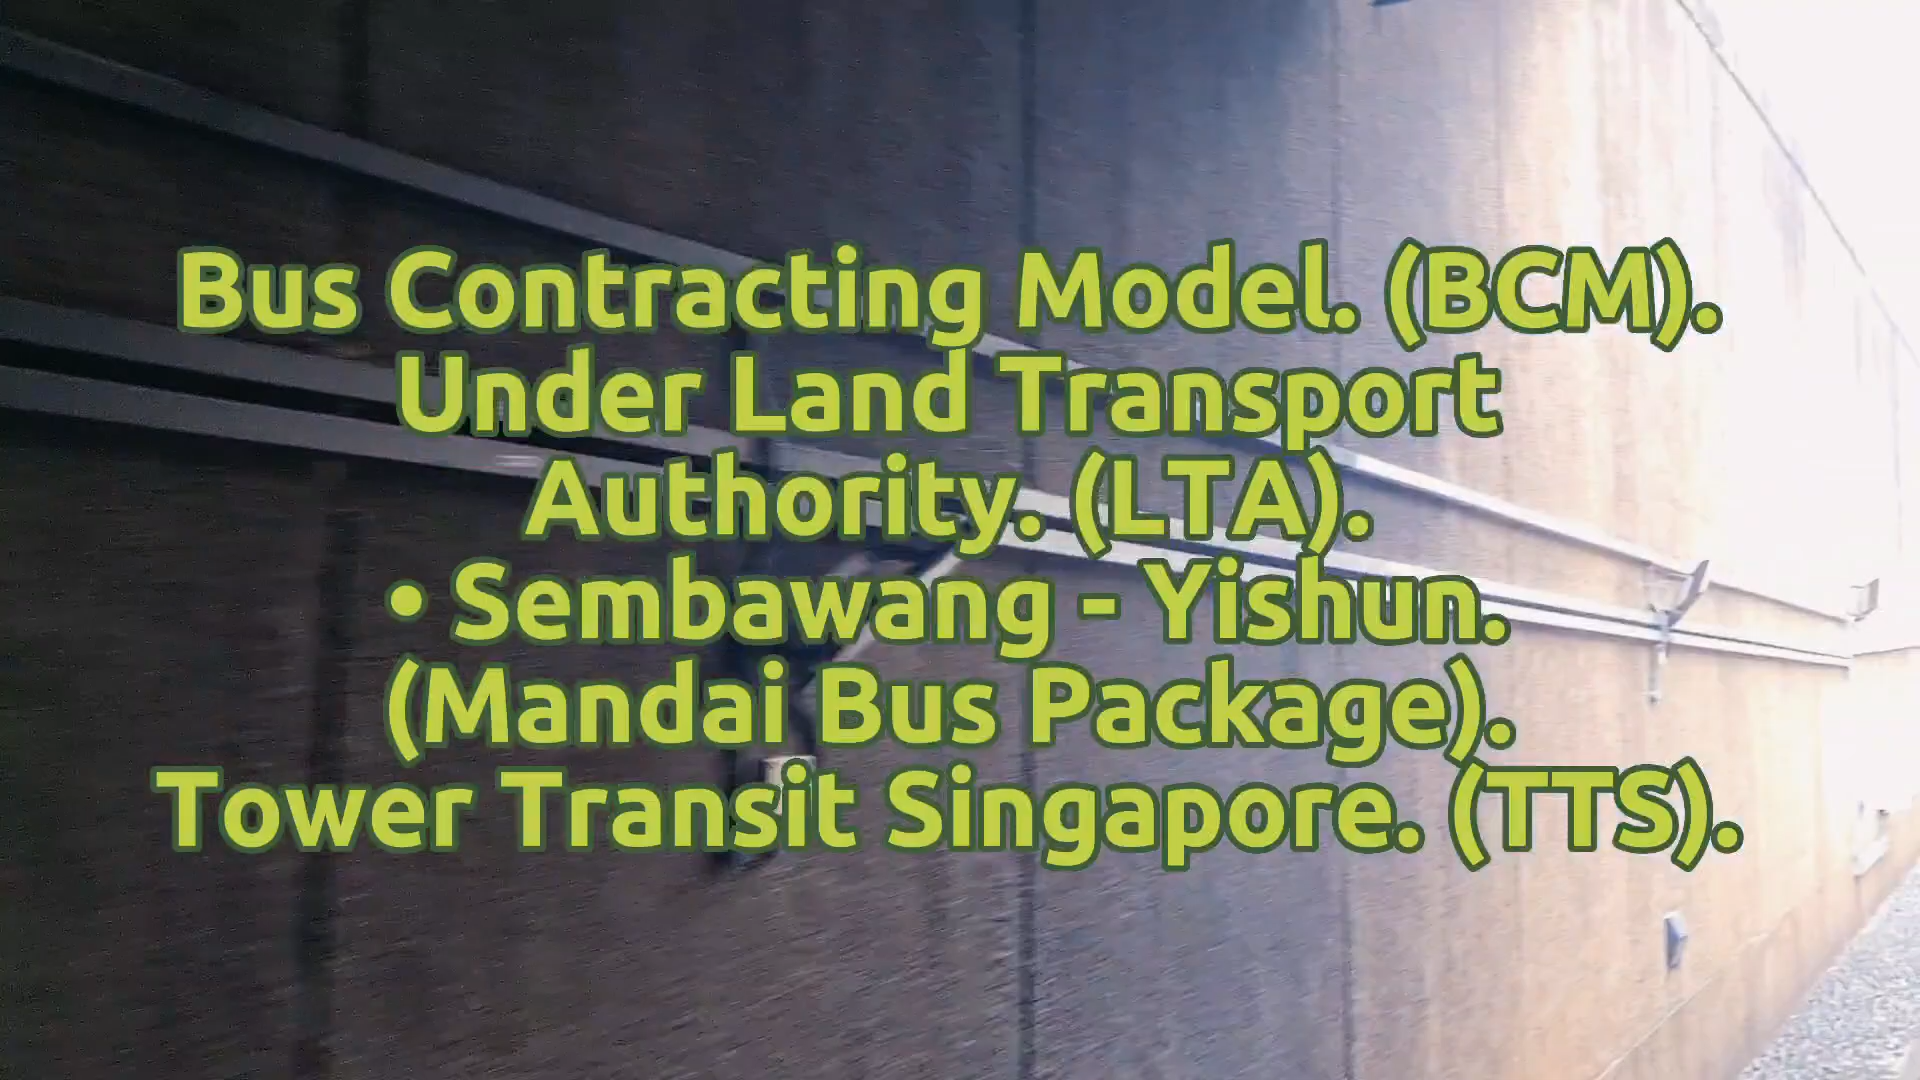 Bus Contracting Model. (BCM).
Under Land Transport
Authority. (LTA).
• Sembawang - Yishun.
(Mandai Bus Package).
Tower Transit Singapore. (TTS).